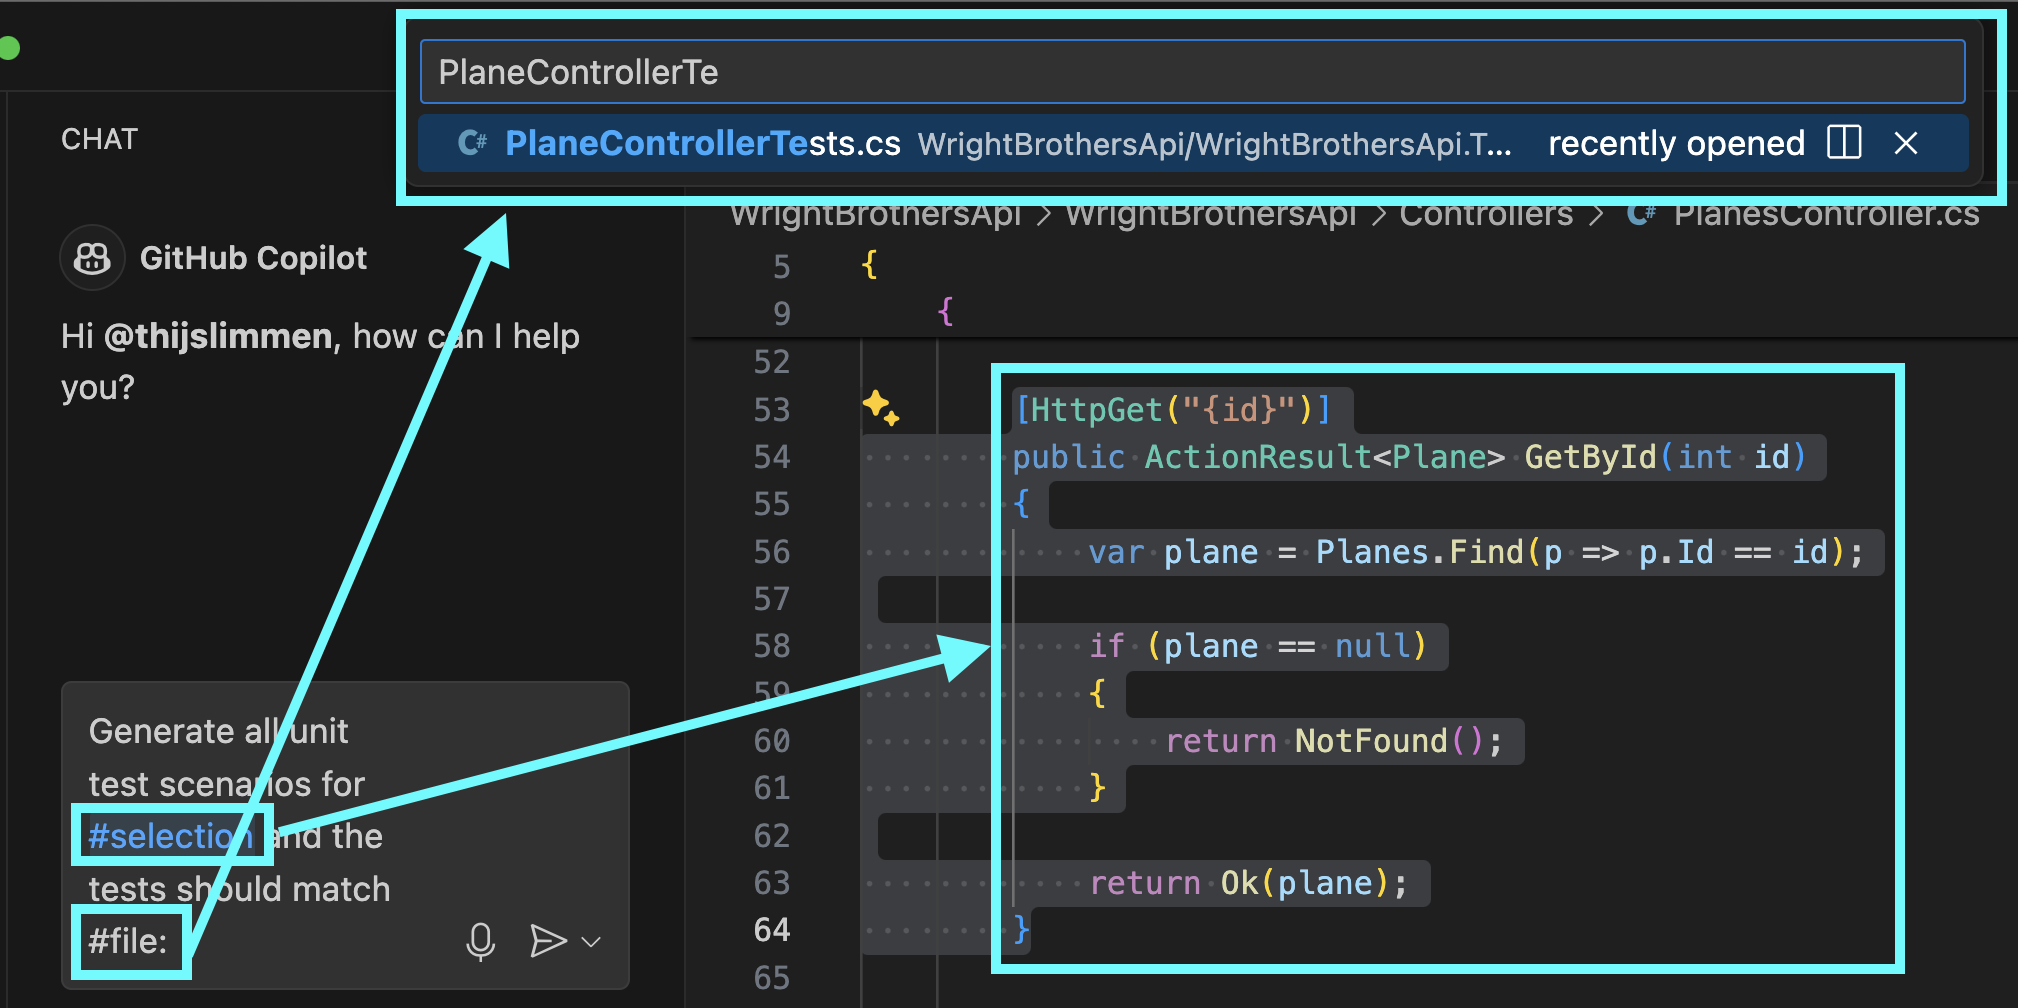 PlaneControllerTe
C# PlaneControllerTests.cs WrightBrothersApi/WrightBrothersApi.T... recently opened
CHAT
WrightBrothersApi > WrightBrothersApi > Controllers > C# PlanesController.cs
GitHub Copilot
Hi @thijslimmen, how can I help
you?
5 {
9 {
52
53 [HttpGet("{id}")]
54 public ActionResult<Plane> GetById(int id)
55 {
56 var plane = Planes.Find(p => p.Id == id);
57
58 if (plane == null)
59 {
60 return NotFound();
61 }
62
63 return Ok(plane);
64 }
65
Generate all unit
test scenarios for
#selection and the
tests should match
#file: